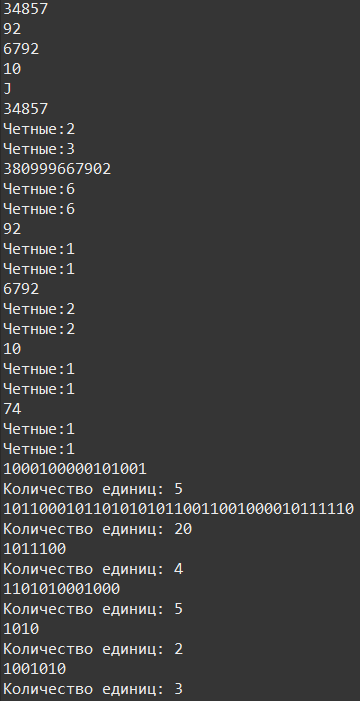 34857
92
6792
10
J
34857
Четные:2
Четные:3
380999667902
Четные:6
Четные:6
92
Четные:1
Четные:1
6792
Четные:2
Четные:2
10
Четные:1
Четные:1
74
Четные:1
Четные:1
1000100000101001
Количество единиц: 5
101100010110101010110011001000010111110
Количество единиц: 20
1011100
Количество единиц: 4
1101010001000
Количество единиц: 5
1010
Количество единиц: 2
1001010
Количество единиц: 3